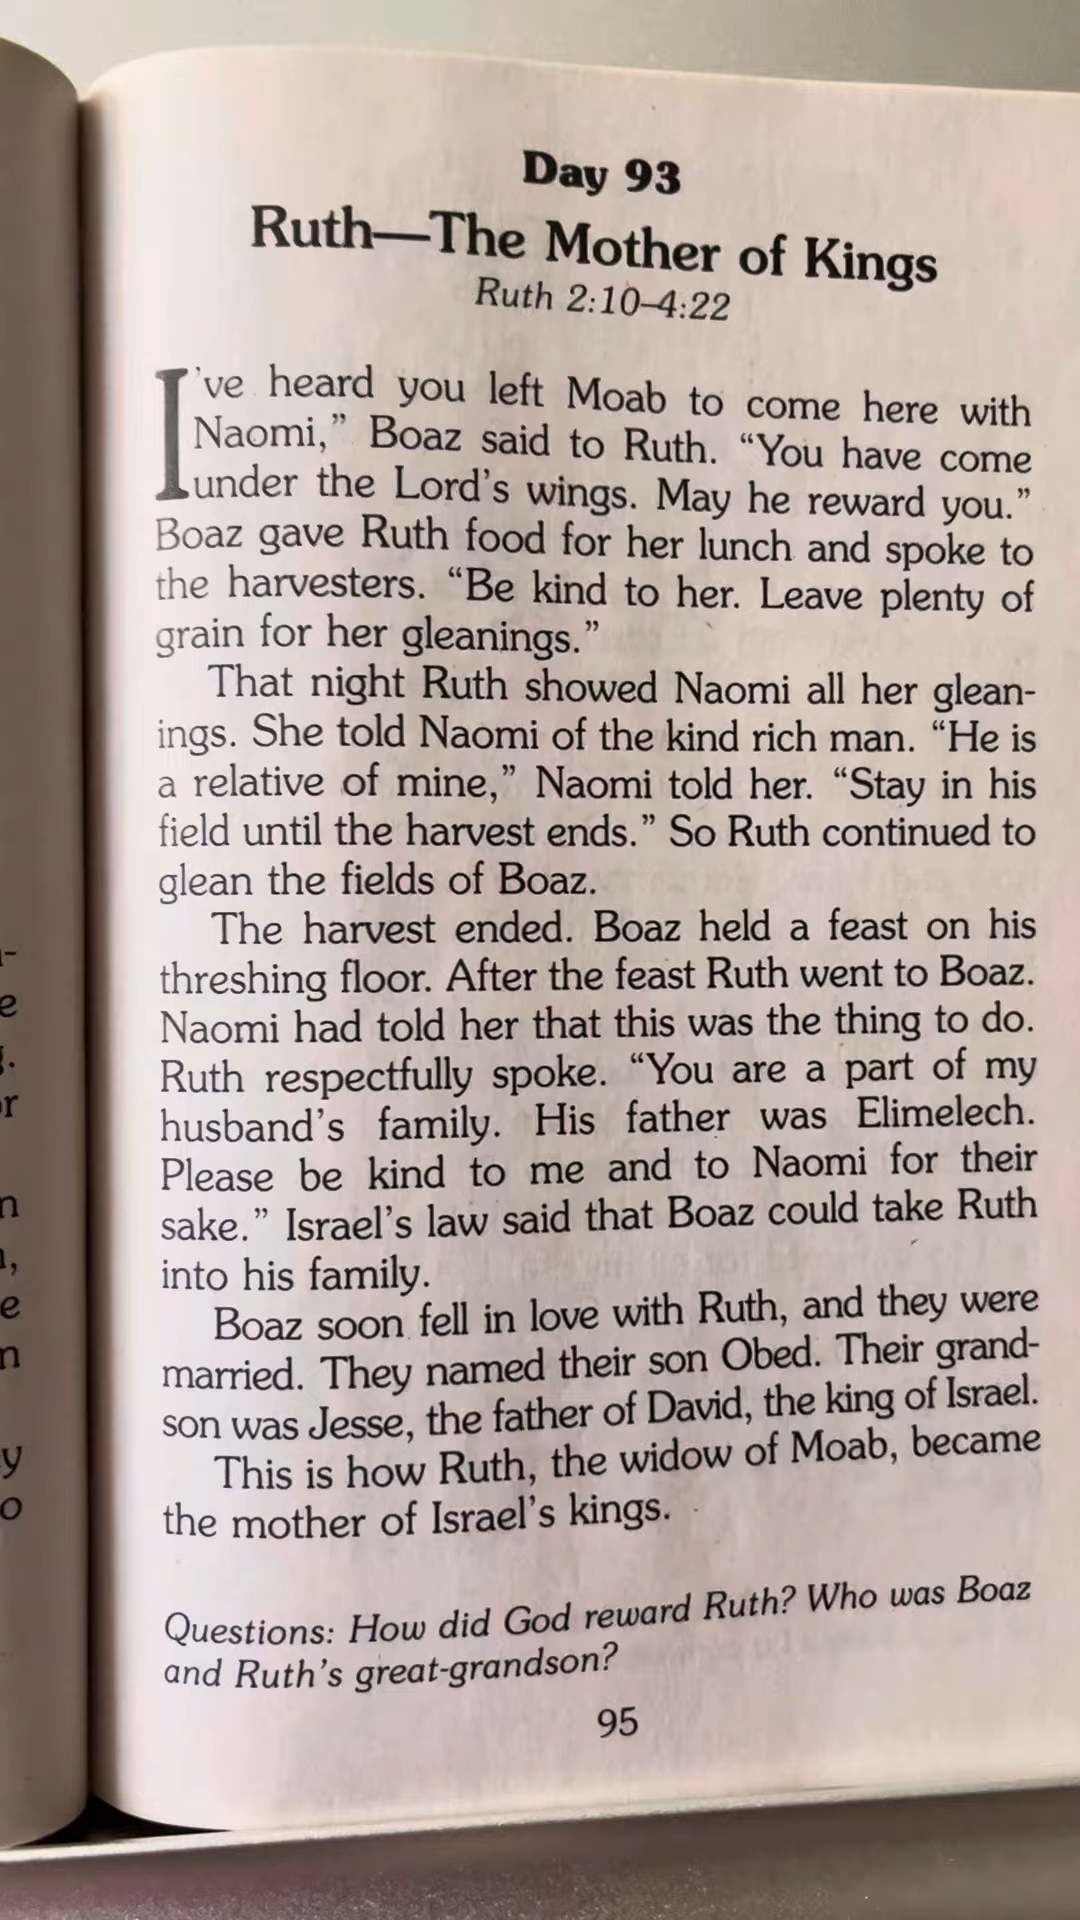 Day 93
Ruth—The Mother of Kings
Ruth 2:10–4:22
I've heard you left Moab to come here with
Naomi,” Boaz said to Ruth. “You have come
under the Lord's wings. May he reward you.”
Boaz gave Ruth food for her lunch and spoke to
the harvesters. “Be kind to her. Leave plenty of
grain for her gleanings.”
That night Ruth showed Naomi all her glean-
ings. She told Naomi of the kind rich man. “He is
a relative of mine,” Naomi told her. “Stay in his
field until the harvest ends.” So Ruth continued to
glean the fields of Boaz.
The harvest ended. Boaz held a feast on his
threshing floor. After the feast Ruth went to Boaz.
Naomi had told her that this was the thing to do.
Ruth respectfully spoke. “You are a part of my
husband's family. His father was Elimelech.
Please be kind to me and to Naomi for their
sake.” Israel's law said that Boaz could take Ruth
into his family.
Boaz soon fell in love with Ruth, and they were
married. They named their son Obed. Their grand-
son was Jesse, the father of David, the king of Israel.
This is how Ruth, the widow of Moab, became
the mother of Israel's kings.
Questions: How did God reward Ruth? Who was Boaz
and Ruth's great-grandson?
95